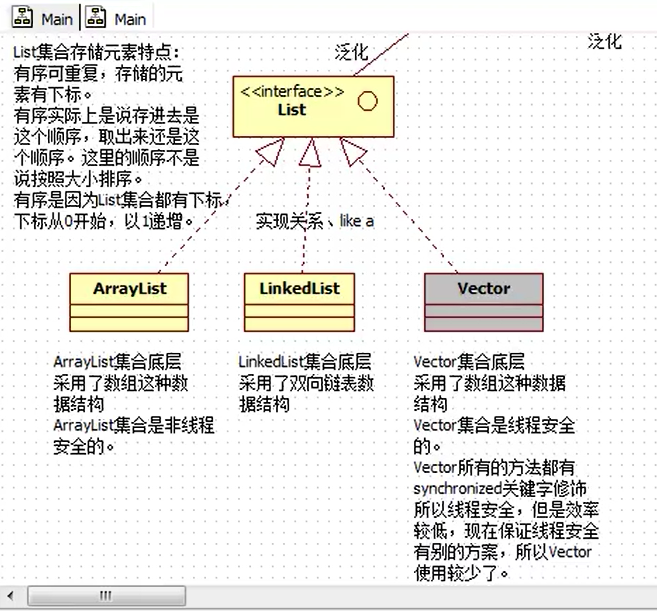 Main
Main
List集合存储元素特点：
有序可重复，存储的元
素有下标。
有序实际上是说存进去是
这个顺序，取出来还是这
个顺序。这里的顺序不是
说按照大小排序。
有序是因为List集合都有下标，
下标从0开始，以1递增。
泛化
泛化
<<interface>>
List
实现关系、like a
ArrayList
LinkedList
Vector
ArrayList集合底层
采用了数组这种数
据结构
ArrayList集合是非线程
安全的。
LinkedList集合底层
采用了双向链表数
据结构
Vector集合底层
采用了数组这种数据
结构
Vector集合是线程安全
的。
Vector所有的方法都有
synchronized关键字修饰
所以线程安全，但是效率
较低，现在保证线程安全
有别的方案，所以Vector
使用较少了。